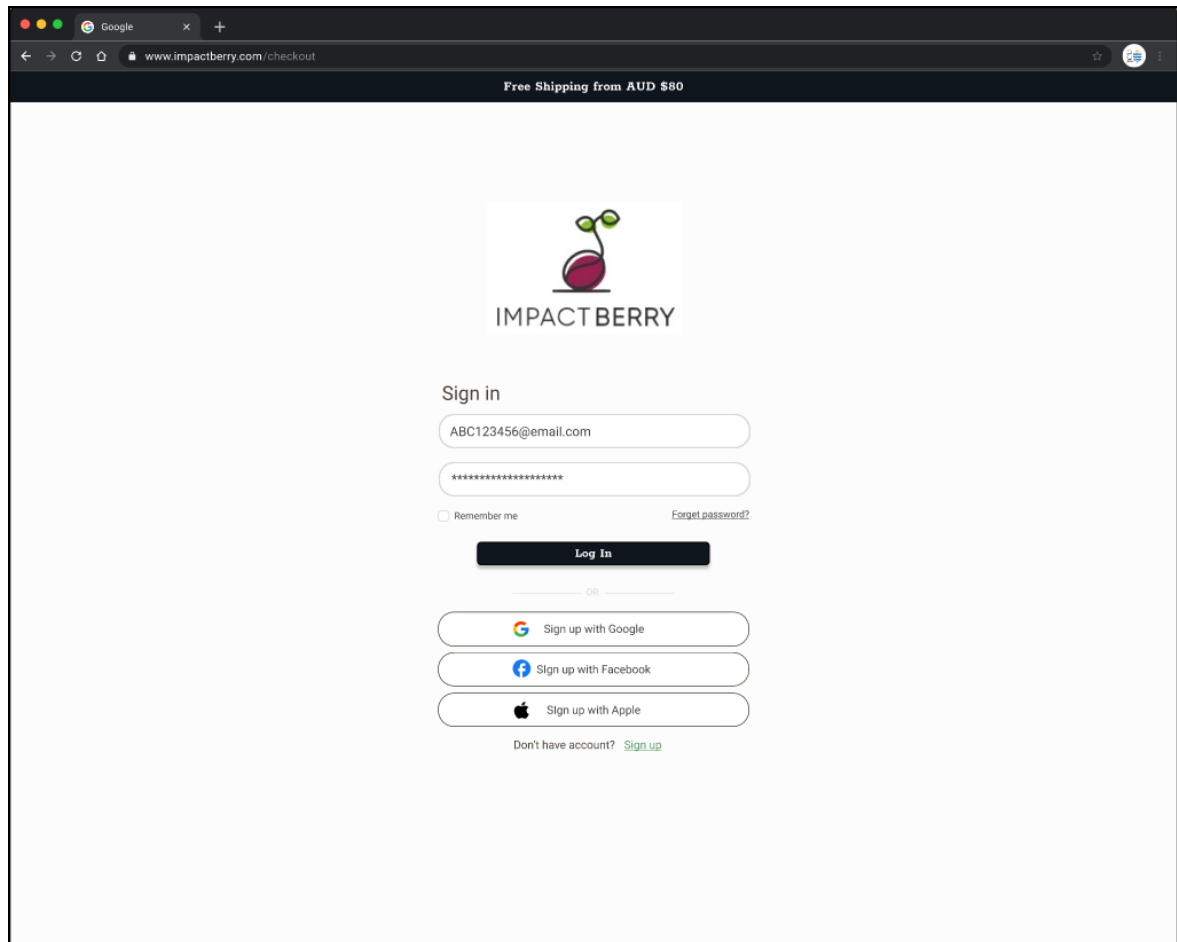 Google
www.impactberry.com/checkout
Free Shipping from AUD $80
IMPACT BERRY
Sign in
ABC123456@email.com
********************
Remember me
Forget password?
Log In
OR
Sign up with Google
SIgn up with Facebook
SIgn up with Apple
Don't have account? Sign up